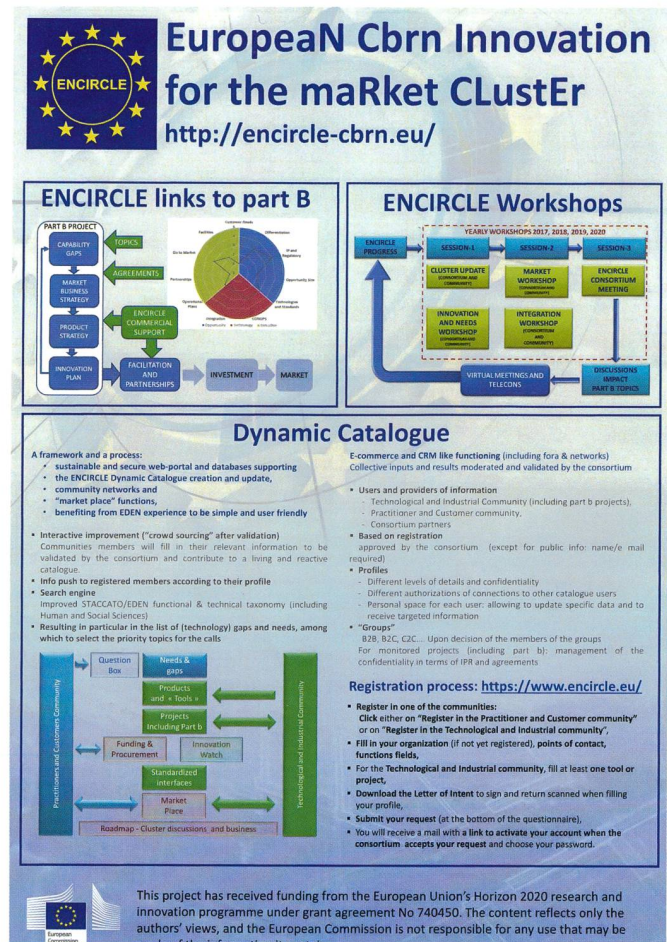 ENCIRCLE
EuropeaN Cbrn Innovation
for the maRket CLustEr
http://encircle-cbrn.eu/
ENCIRCLE links to part B
PART B PROJECT
CAPABILITY
GAPS
MARKET
BUSINESS
STRATEGY
PRODUCT
STRATEGY
INNOVATION
PLAN
TOPICS
AGREEMENTS
ENCIRCLE
COMMERCIAL
SUPPORT
FACILITATION
AND
PARTNERSHIPS
INVESTMENT
MARKET
Customer Needs
Differentiation
IP and
Regulatory
Opportunity Size
Technologies
and Standards
CONOPS
Integration
Operational
Plans
Partnership
Go to Market
Facilities
ENCIRCLE Workshops
YEARLY WORKSHOPS 2017, 2018, 2019, 2020
ENCIRCLE
PROGRESS
SESSION-1
SESSION-2
SESSION-3
CLUSTER UPDATE
(CONSORTIUM AND
COMMUNITY)
MARKET
WORKSHOP
(CONSORTIUM AND
COMMUNITY)
ENCIRCLE
CONSORTIUM
MEETING
INNOVATION
AND NEEDS
WORKSHOP
(CONSORTIUM AND
COMMUNITY)
INTEGRATION
WORKSHOP
(CONSORTIUM
AND
COMMUNITY)
VIRTUAL MEETINGS AND
TELECONS
DISCUSSIONS
IMPACT
PART B TOPICS
Dynamic Catalogue
A framework and a process:
• sustainable and secure web-portal and databases supporting
• the ENCIRCLE Dynamic Catalogue creation and update,
• community networks and
• "market place" functions,
• benefiting from EDEN experience to be simple and user friendly
▪ Interactive improvement ("crowd sourcing" after validation)
Communities members will fill in their relevant information to be
validated by the consortium and contribute to a living and reactive
catalogue.
▪ Info push to registered members according to their profile
▪ Search engine
Improved STACCATO/EDEN functional & technical taxonomy (including
Human and Social Sciences)
▪ Resulting in particular in the list of (technology) gaps and needs, among
which to select the priority topics for the calls
Practitioners and Customers Community
Question
Box
Needs &
gaps
Products
and « Tools »
Projects
Including Part b
Funding &
Procurement
Innovation
Watch
Standardized
interfaces
Market
Place
Roadmap - Cluster discussions and business
Technological and Industrial Community
E-commerce and CRM like functioning (including fora & networks)
Collective inputs and results moderated and validated by the consortium
▪ Users and providers of information
- Technological and Industrial Community (including part b projects),
- Practitioner and Customer community,
- Consortium partners
▪ Based on registration
approved by the consortium (except for public info: name/e mail
required)
▪ Profiles
- Different levels of details and confidentiality
- Different authorizations of connections to other catalogue users
- Personal space for each user: allowing to update specific data and to
receive targeted information
▪ "Groups"
B2B, B2C, C2C... Upon decision of the members of the groups
For monitored projects (including part b): management of the
confidentiality in terms of IPR and agreements
Registration process: https://www.encircle.eu/
▪ Register in one of the communities:
Click either on "Register in the Practitioner and Customer community"
or on "Register in the Technological and Industrial community",
▪ Fill in your organization (if not yet registered), points of contact,
functions fields,
▪ For the Technological and Industrial community, fill at least one tool or
project,
▪ Download the Letter of Intent to sign and return scanned when filling
your profile,
▪ Submit your request (at the bottom of the questionnaire),
▪ You will receive a mail with a link to activate your account when the
consortium accepts your request and choose your password.
European
Commission
This project has received funding from the European Union's Horizon 2020 research and
innovation programme under grant agreement No 740450. The content reflects only the
authors' views, and the European Commission is not responsible for any use that may be